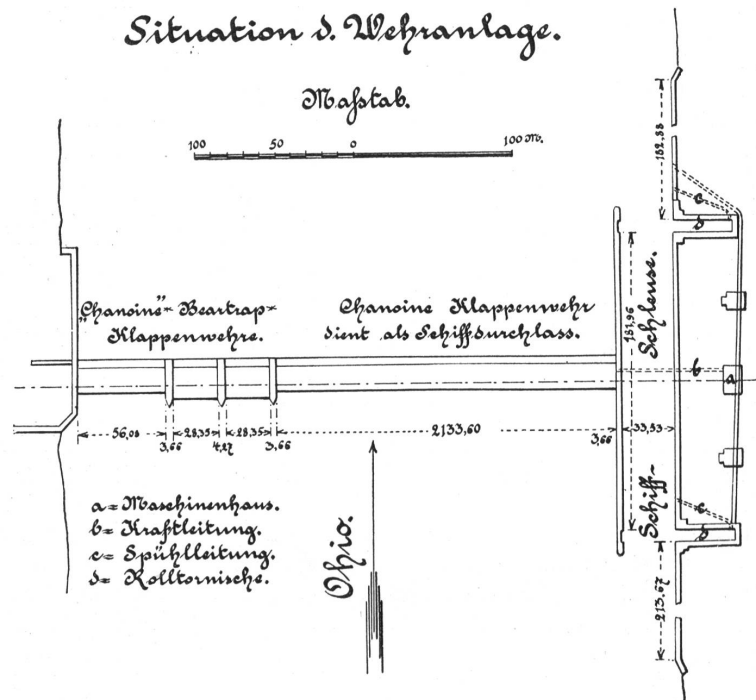 Situation d. Wehranlage.
Maßstab.
100 50 0 100 M.
182,88
c
d
"Chanoine"- Beartrap-
Klappenwehre.
Chanoine Klappenwehr
dient als Schiffdurchlass.
181,96
Schleuse.
b
a
56,08
3,66
28,35
4,27
28,35
3,66
2133,60
3,66
33,53
Schiff-
a = Maschinenhaus.
b = Kraftleitung.
c = Spühlleitung.
d = Rolltornische.
Ohio.
c
d
213,67